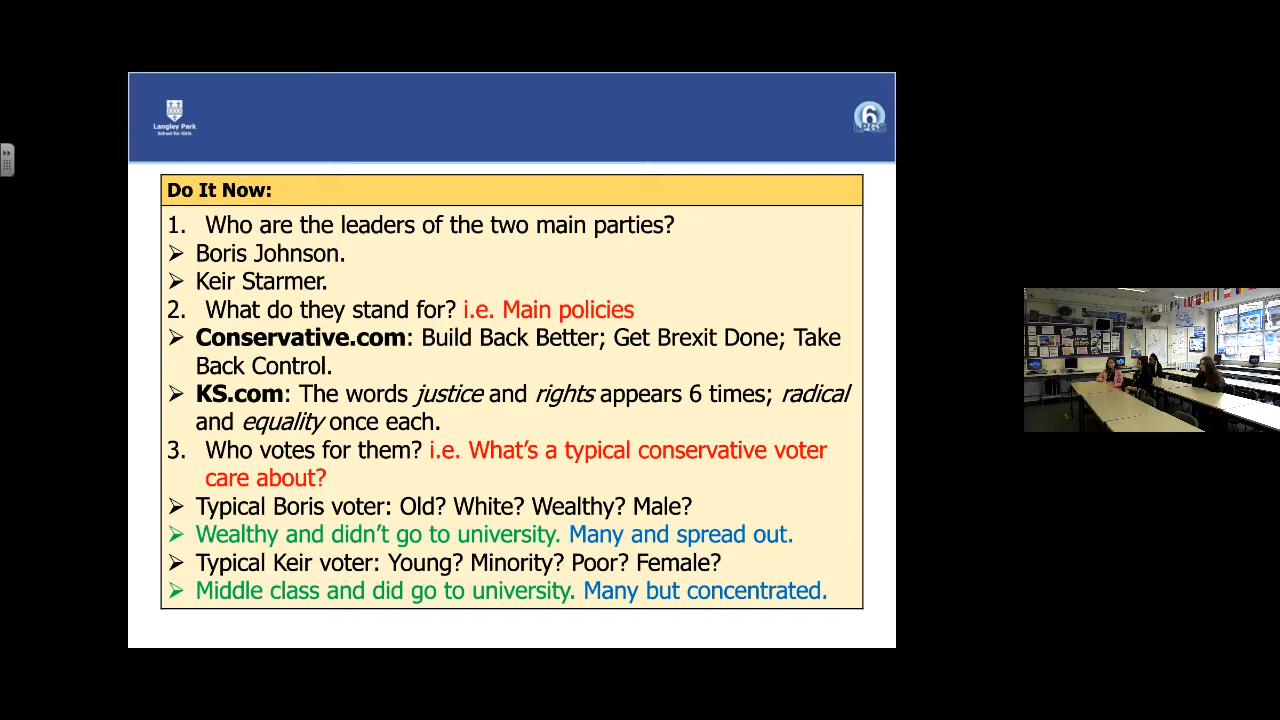 Langley Park
School for Girls
6
LPGS
Do It Now:
1. Who are the leaders of the two main parties?
➢ Boris Johnson.
➢ Keir Starmer.
2. What do they stand for? i.e. Main policies
➢ Conservative.com: Build Back Better; Get Brexit Done; Take
Back Control.
➢ KS.com: The words justice and rights appears 6 times; radical
and equality once each.
3. Who votes for them? i.e. What's a typical conservative voter
care about?
➢ Typical Boris voter: Old? White? Wealthy? Male?
➢ Wealthy and didn't go to university. Many and spread out.
➢ Typical Keir voter: Young? Minority? Poor? Female?
➢ Middle class and did go to university. Many but concentrated.